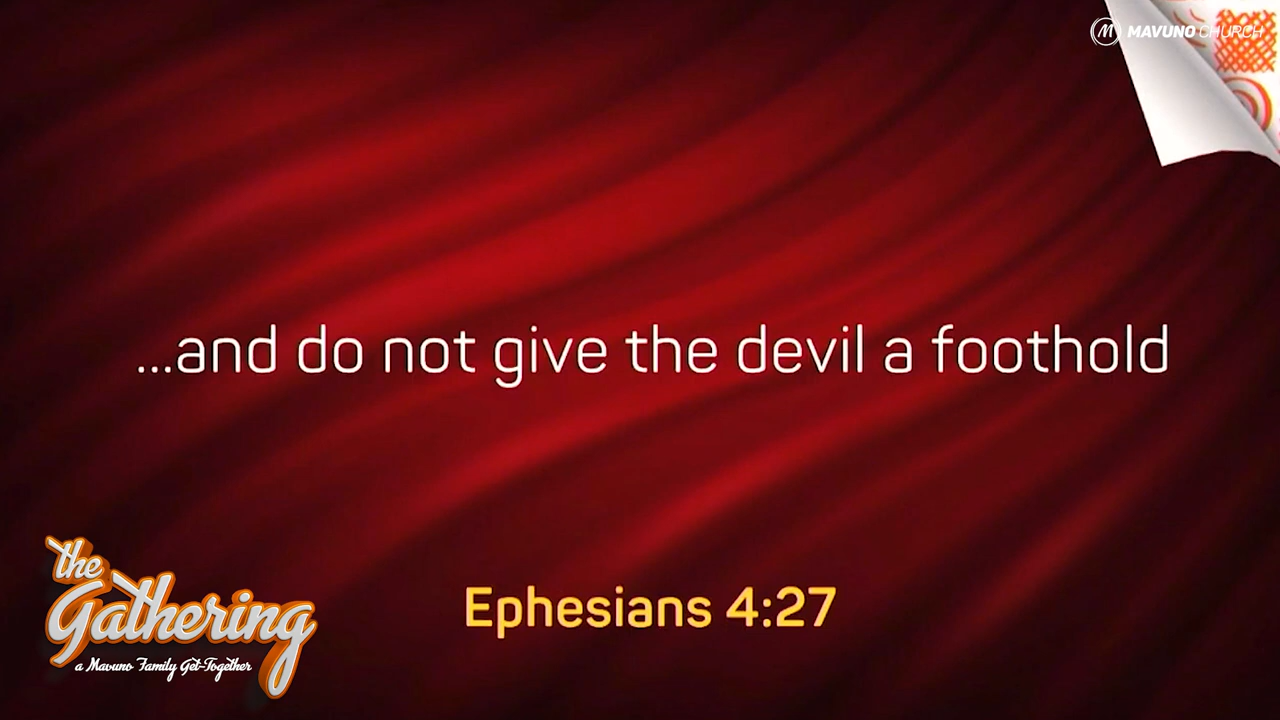 MAVUNO CHURCH
...and do not give the devil a foothold
Ephesians 4:27
the
Gathering
a Mavuno Family Get-Together